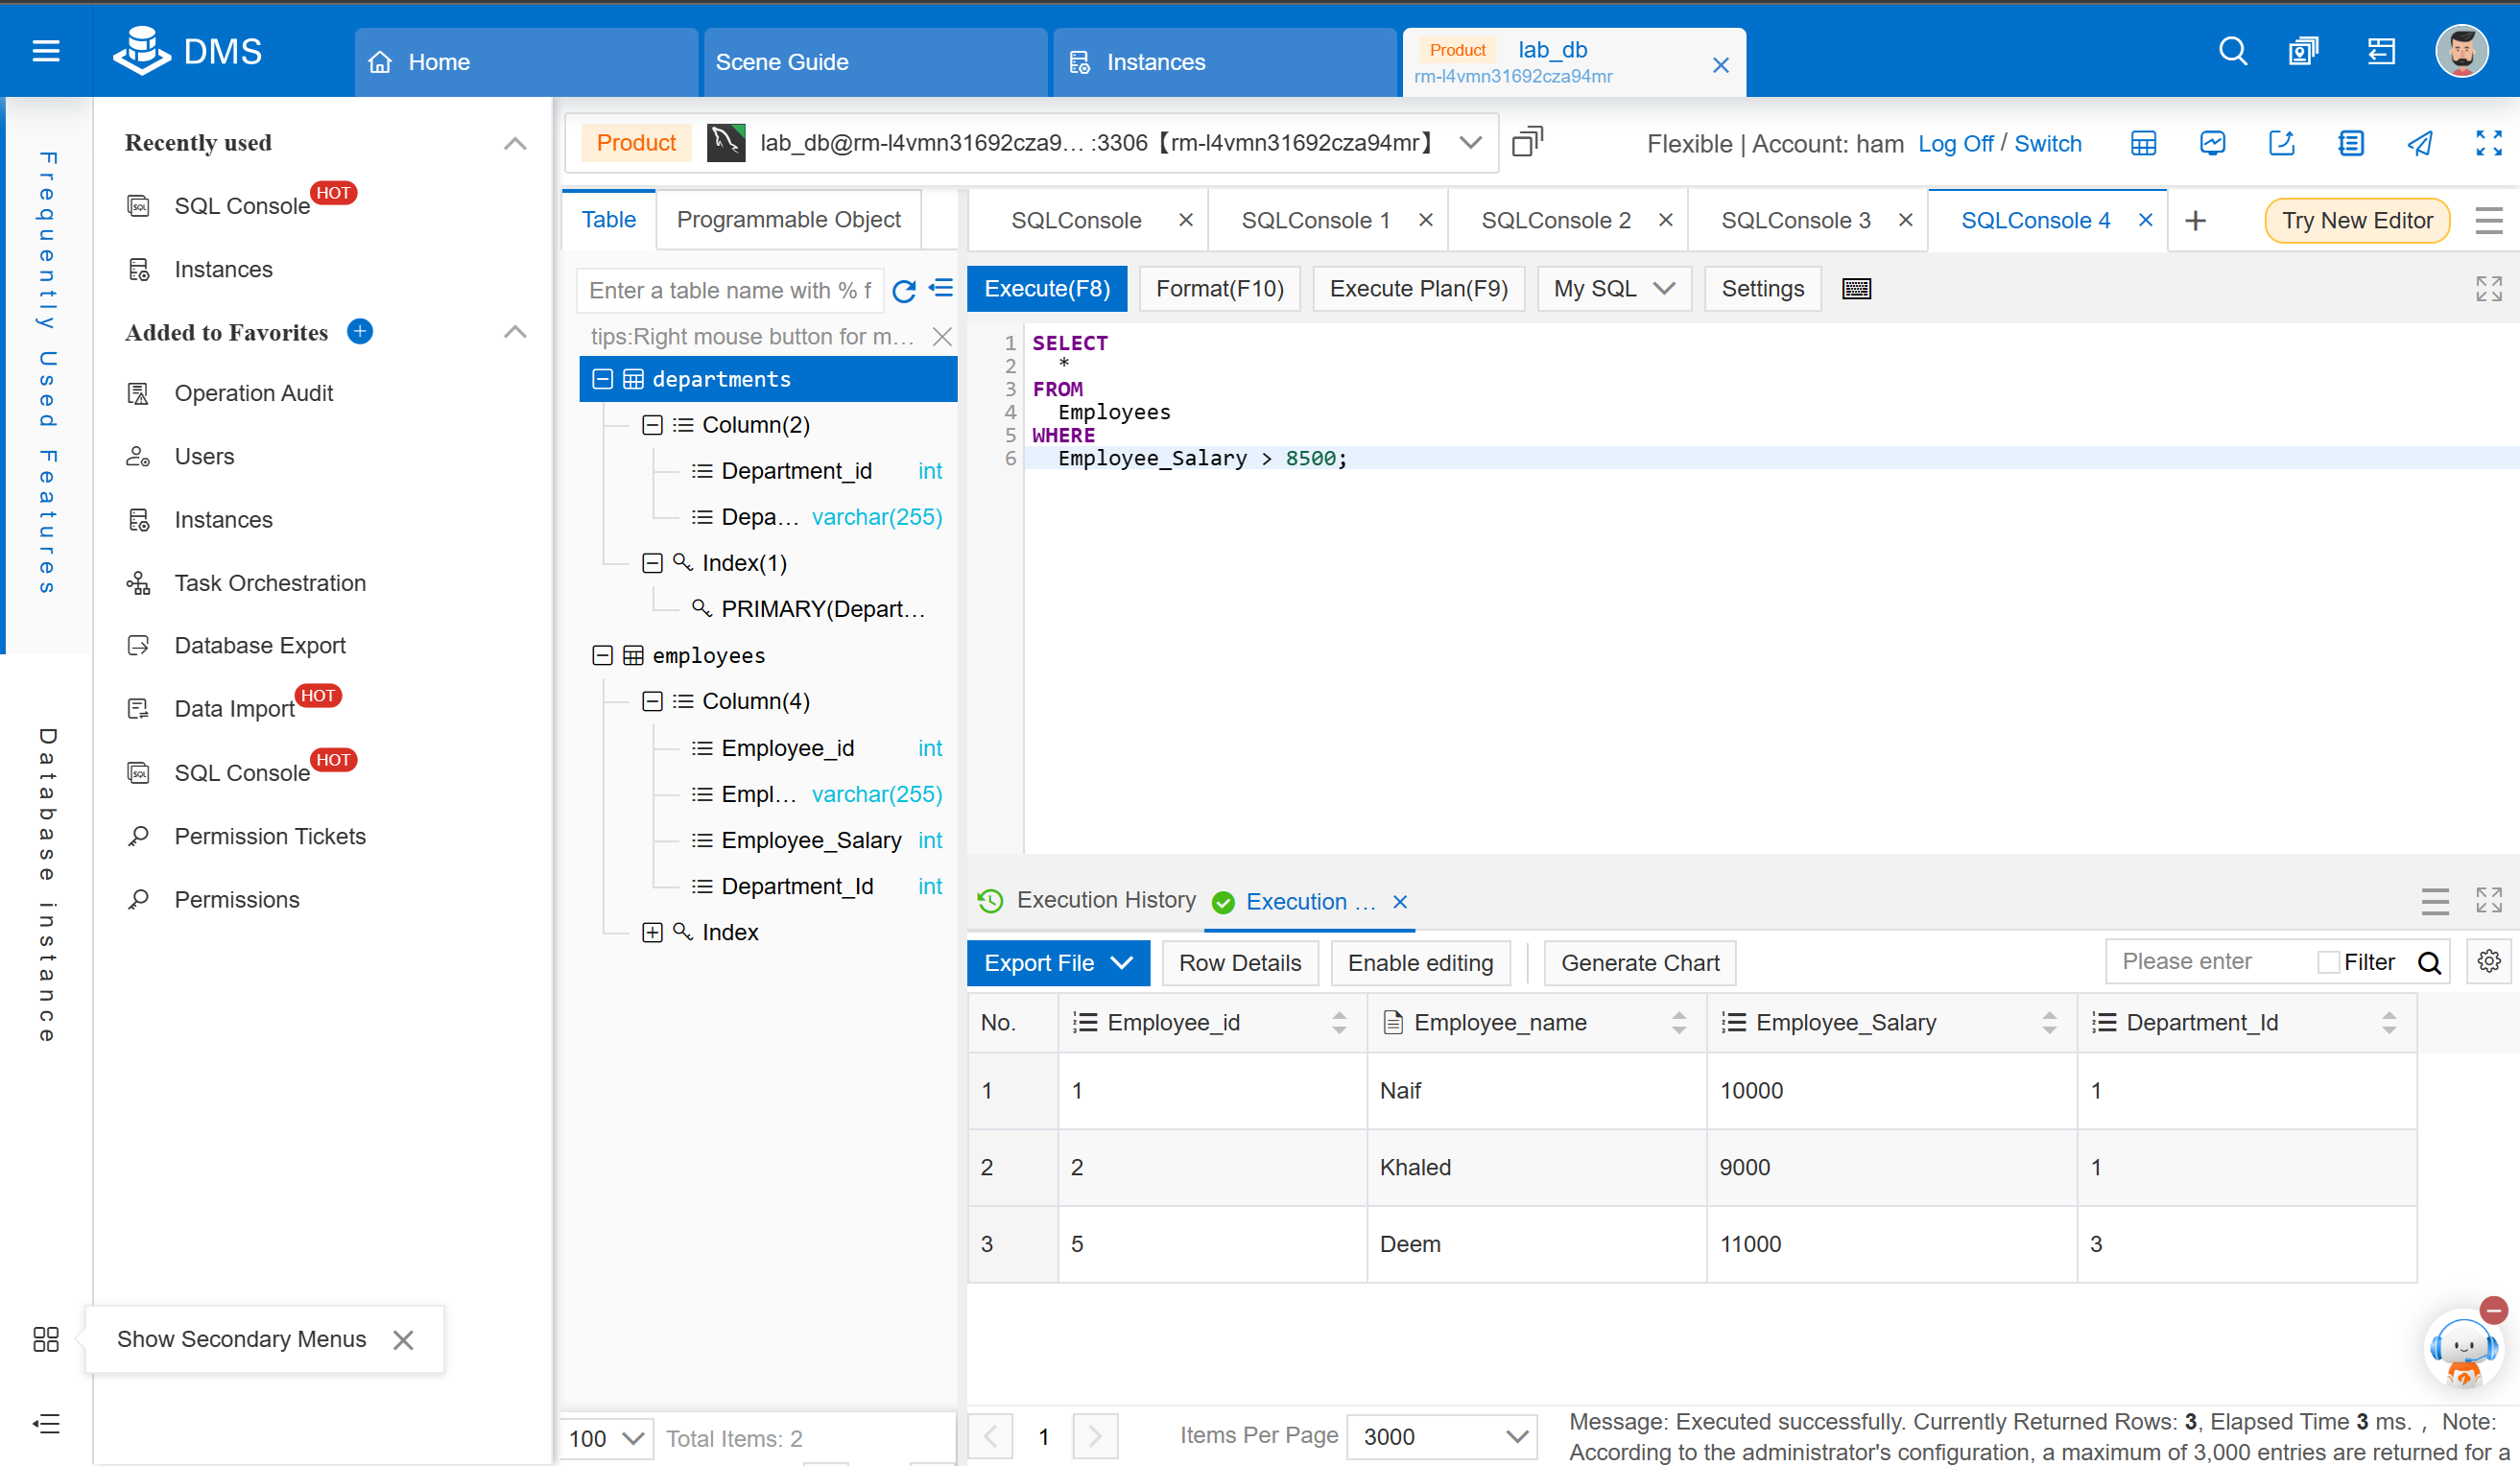 DMS
Home
Scene Guide
Instances
Product lab_db
rm-l4vmn31692cza94mr
Frequently Used Features
Database instance
Recently used
SQL Console HOT
Instances
Added to Favorites
Operation Audit
Users
Instances
Task Orchestration
Database Export
Data Import HOT
SQL Console HOT
Permission Tickets
Permissions
Show Secondary Menus
Product lab_db@rm-l4vmn31692cza9... :3306【rm-l4vmn31692cza94mr】
Flexible | Account: ham Log Off / Switch
Table Programmable Object
Enter a table name with % f
tips:Right mouse button for m...
departments
Column(2)
Department_id int
Depa... varchar(255)
Index(1)
PRIMARY(Depart...
employees
Column(4)
Employee_id int
Empl... varchar(255)
Employee_Salary int
Department_Id int
Index
100 Total Items: 2
SQLConsole SQLConsole 1 SQLConsole 2 SQLConsole 3 SQLConsole 4 Try New Editor
Execute(F8) Format(F10) Execute Plan(F9) My SQL Settings
1 SELECT
2 *
3 FROM
4 Employees
5 WHERE
6 Employee_Salary > 8500;
Execution History Execution ...
Export File Row Details Enable editing Generate Chart Please enter Filter
No. Employee_id Employee_name Employee_Salary Department_Id
1 1 Naif 10000 1
2 2 Khaled 9000 1
3 5 Deem 11000 3
1 Items Per Page 3000
Message: Executed successfully. Currently Returned Rows: 3, Elapsed Time 3 ms. ，Note:
According to the administrator's configuration, a maximum of 3,000 entries are returned for a